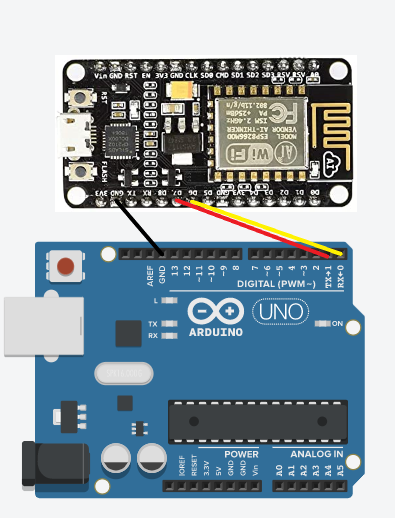 Vin GND RST EN 3V3 GND CLK SD0 CMD SD1 SD2 SD3 RSV RSV A0
RST
FLASH
MODEL ESP8266MOD
VENDOR AI-THINKER
ISM 2.4GHz
PA +25dBm
802.11b/g/n
Wi Fi
3V3 GND TX RX D8 D7 D6 D5 GND 3V3 D4 D3 D2 D1 D0
AREF
GND
13
12
~11
~10
~9
8
7
~6
~5
4
~3
2
TX→1
RX←0
DIGITAL (PWM~)
L
TX
RX
ARDUINO
UNO
ON
POWER
ANALOG IN
IOREF
RESET
3.3V
5V
GND
GND
Vin
A0
A1
A2
A3
A4
A5